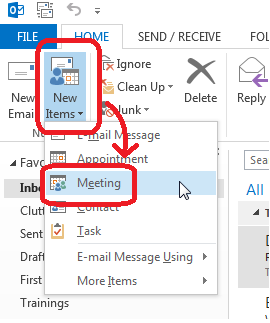 FILE HOME SEND / RECEIVE
New Email
New Items
Ignore
Clean Up
Junk
Delete
Reply
E-mail Message
Appointment
Meeting
Contact
Task
E-mail Message Using
More Items
Favo
Inbo
Clutt
Sent
Draft
First
Trainings
All